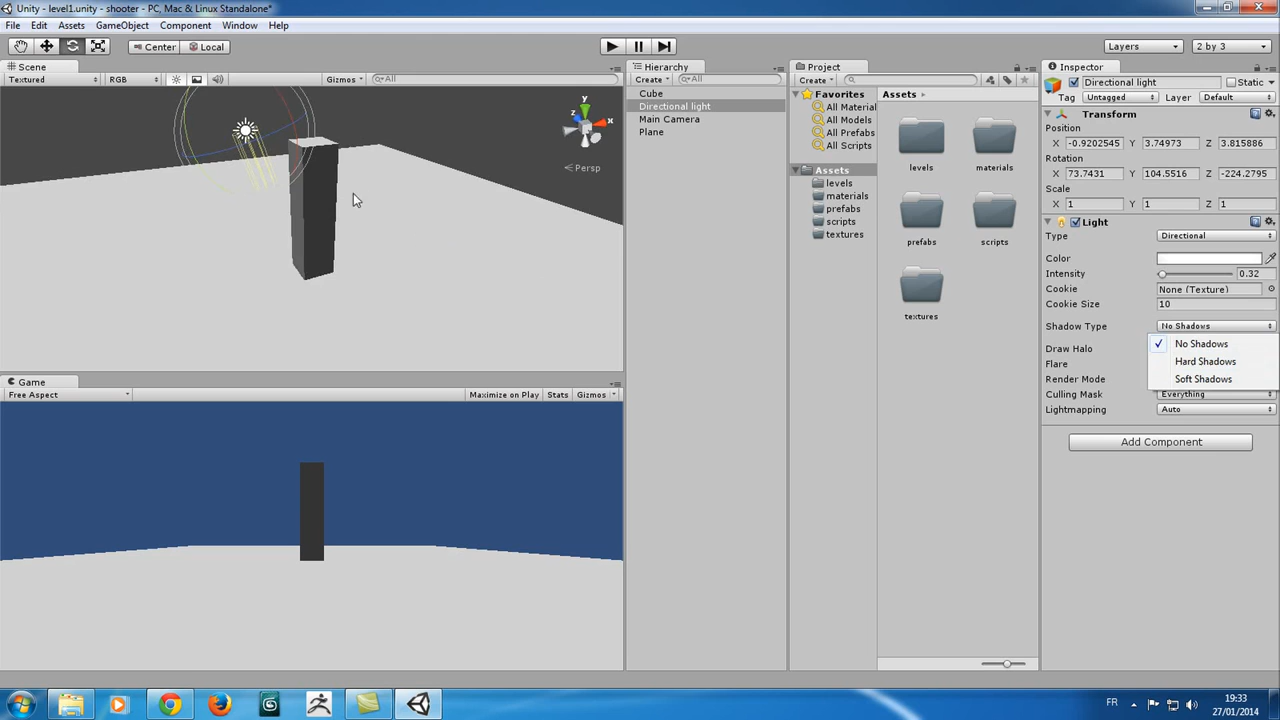 Unity - level1.unity - shooter - PC, Mac & Linux Standalone*
File Edit Assets GameObject Component Window Help
Center Local Layers 2 by 3
Scene
Textured RGB Gizmos All
y
x
z
Persp
Game
Free Aspect Maximize on Play Stats Gizmos
Hierarchy
Create All
Cube
Directional light
Main Camera
Plane
Project
Create
Favorites
All Material
All Models
All Prefabs
All Scripts
Assets
levels
materials
prefabs
scripts
textures
Assets
levels materials
prefabs scripts
textures
Inspector
Directional light Static
Tag Untagged Layer Default
Transform
Position
X -0.9202545 Y 3.74973 Z 3.815886
Rotation
X 73.7431 Y 104.5516 Z -224.2795
Scale
X 1 Y 1 Z 1
Light
Type Directional
Color
Intensity 0.32
Cookie None (Texture)
Cookie Size 10
Shadow Type No Shadows
No Shadows
Hard Shadows
Soft Shadows
Draw Halo
Flare
Render Mode
Culling Mask Everything
Lightmapping Auto
Add Component
FR 19:33
27/01/2014